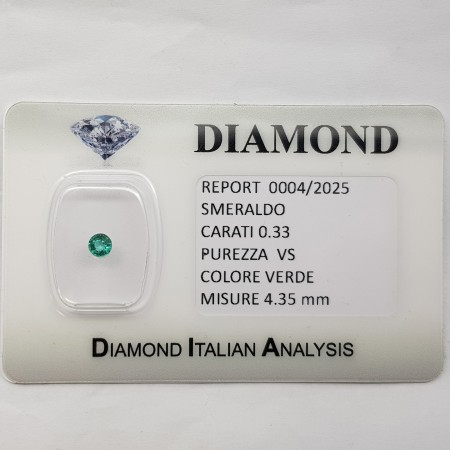 DIAMOND
REPORT 0004/2025
SMERALDO
CARATI 0.33
PUREZZA VS
COLORE VERDE
MISURE 4.35 mm
DIAMOND ITALIAN ANALYSIS